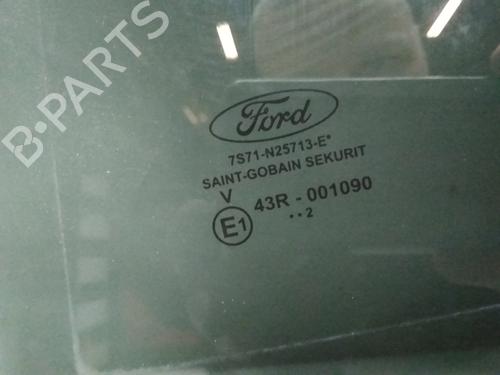 B-PARTS
Ford
7S71-N25713-E*
SAINT-GOBAIN SEKURIT
V
E1 43R - 001090
··2